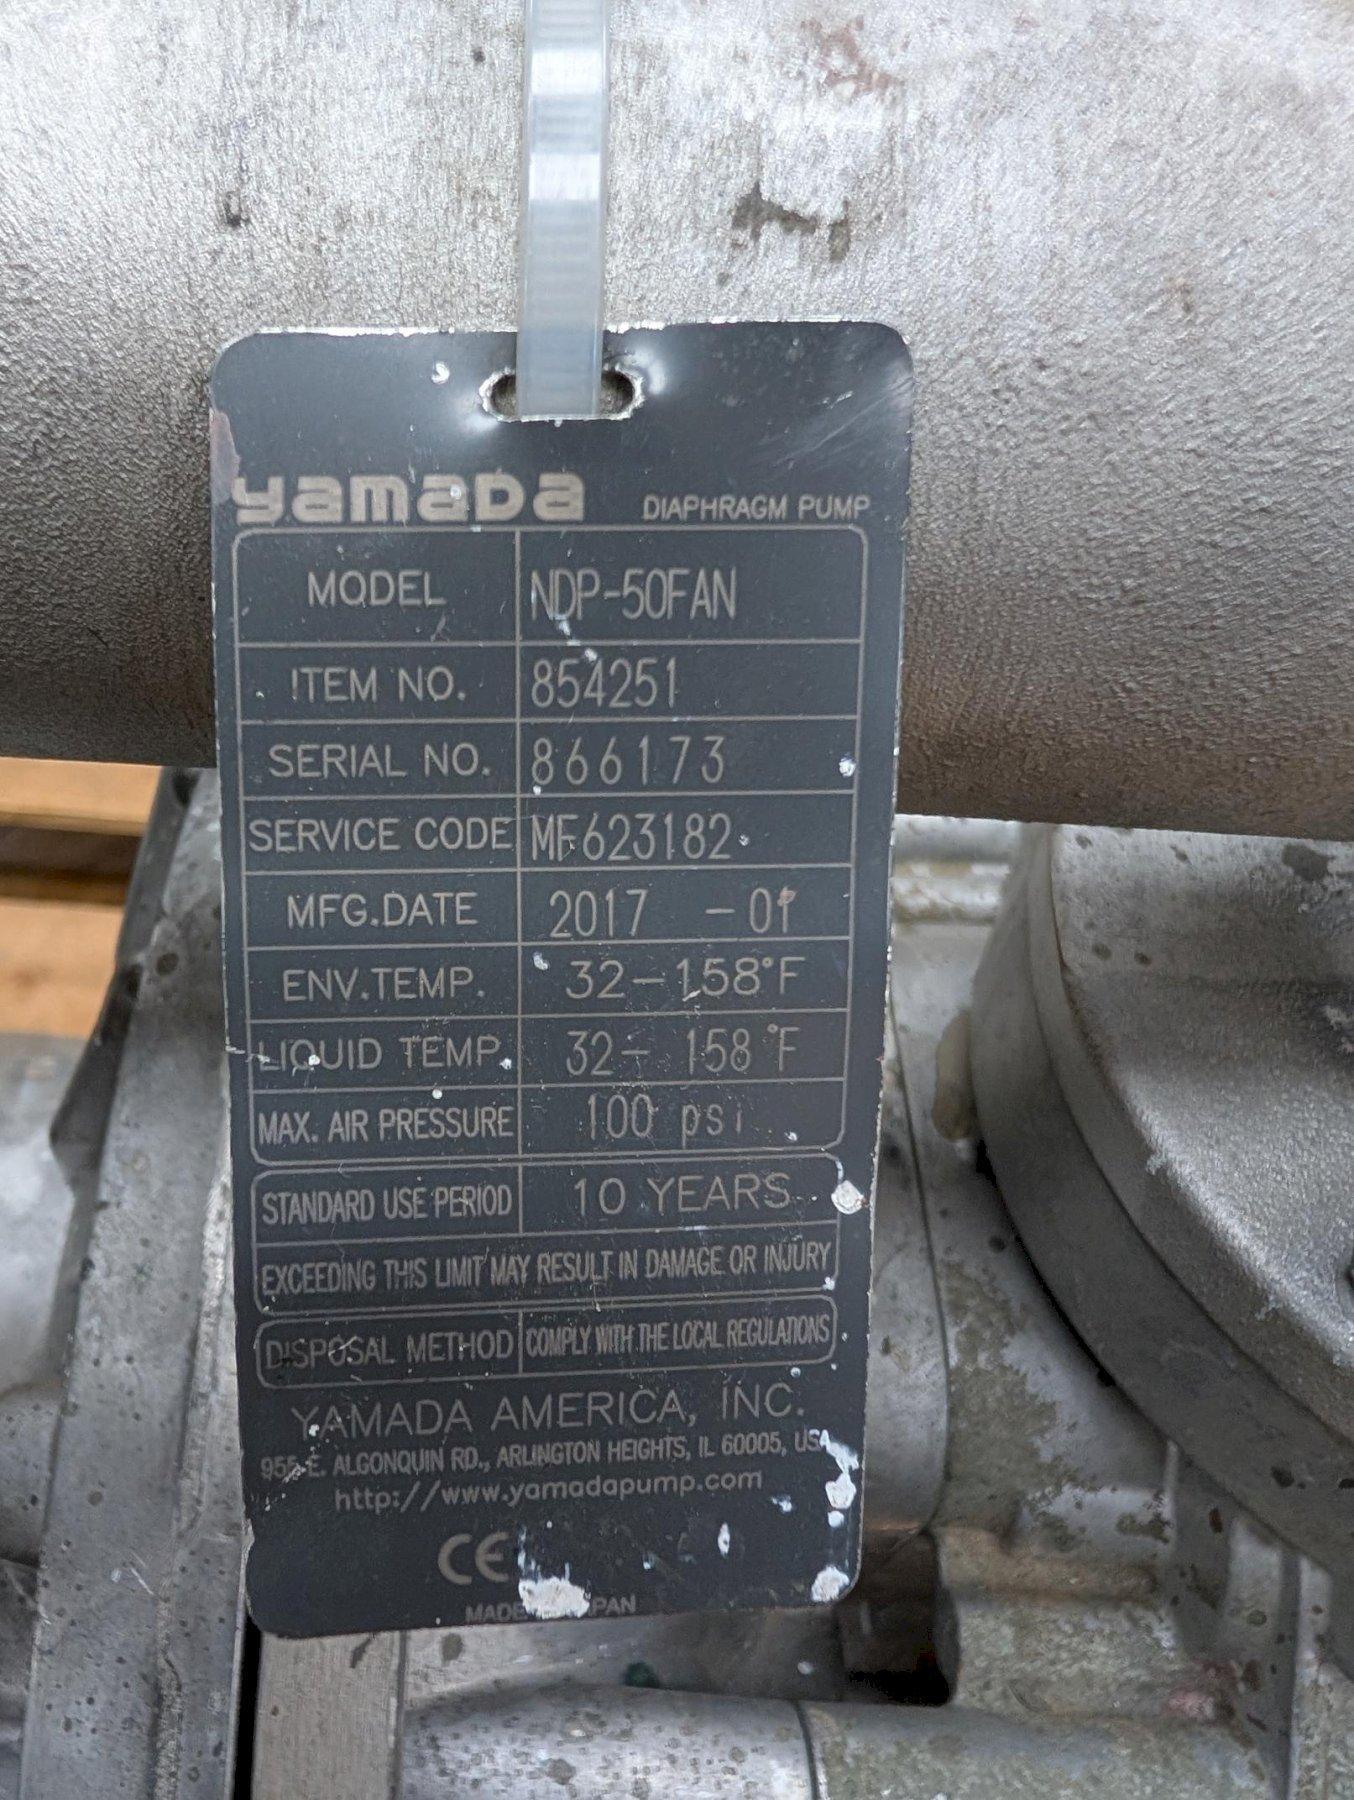 yamada DIAPHRAGM PUMP
MODEL NDP-50FAN
ITEM NO. 854251
SERIAL NO. 866173
SERVICE CODE MF623182
MFG.DATE 2017 -01
ENV.TEMP. 32-158°F
LIQUID TEMP. 32- 158°F
MAX. AIR PRESSURE 100 psi
STANDARD USE PERIOD 10 YEARS
EXCEEDING THIS LIMIT MAY RESULT IN DAMAGE OR INJURY
DISPOSAL METHOD COMPLY WITH THE LOCAL REGULATIONS
YAMADA AMERICA, INC.
955 E. ALGONQUIN RD., ARLINGTON HEIGHTS, IL 60005, USA
http://www.yamadapump.com
CE
MADE